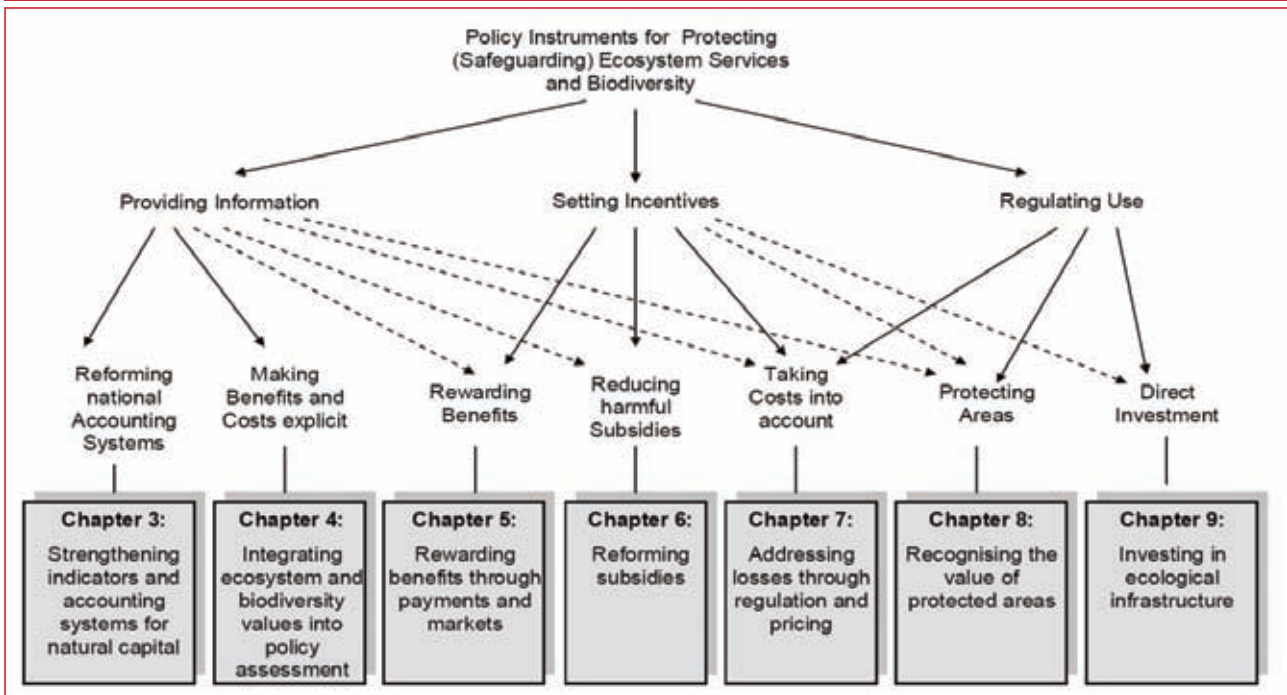 Policy Instruments for Protecting
(Safeguarding) Ecosystem Services
and Biodiversity
Providing Information
Setting Incentives
Regulating Use
Reforming
national
Accounting
Systems
Making
Benefits and
Costs explicit
Rewarding
Benefits
Reducing
harmful
Subsidies
Taking
Costs into
account
Protecting
Areas
Direct
Investment
Chapter 3:
Strengthening
indicators and
accounting
systems for
natural capital
Chapter 4:
Integrating
ecosystem and
biodiversity
values into
policy
assessment
Chapter 5:
Rewarding
benefits through
payments and
markets
Chapter 6:
Reforming
subsidies
Chapter 7:
Addressing
losses through
regulation and
pricing
Chapter 8:
Recognising the
value of
protected areas
Chapter 9:
Investing in
ecological
infrastructure